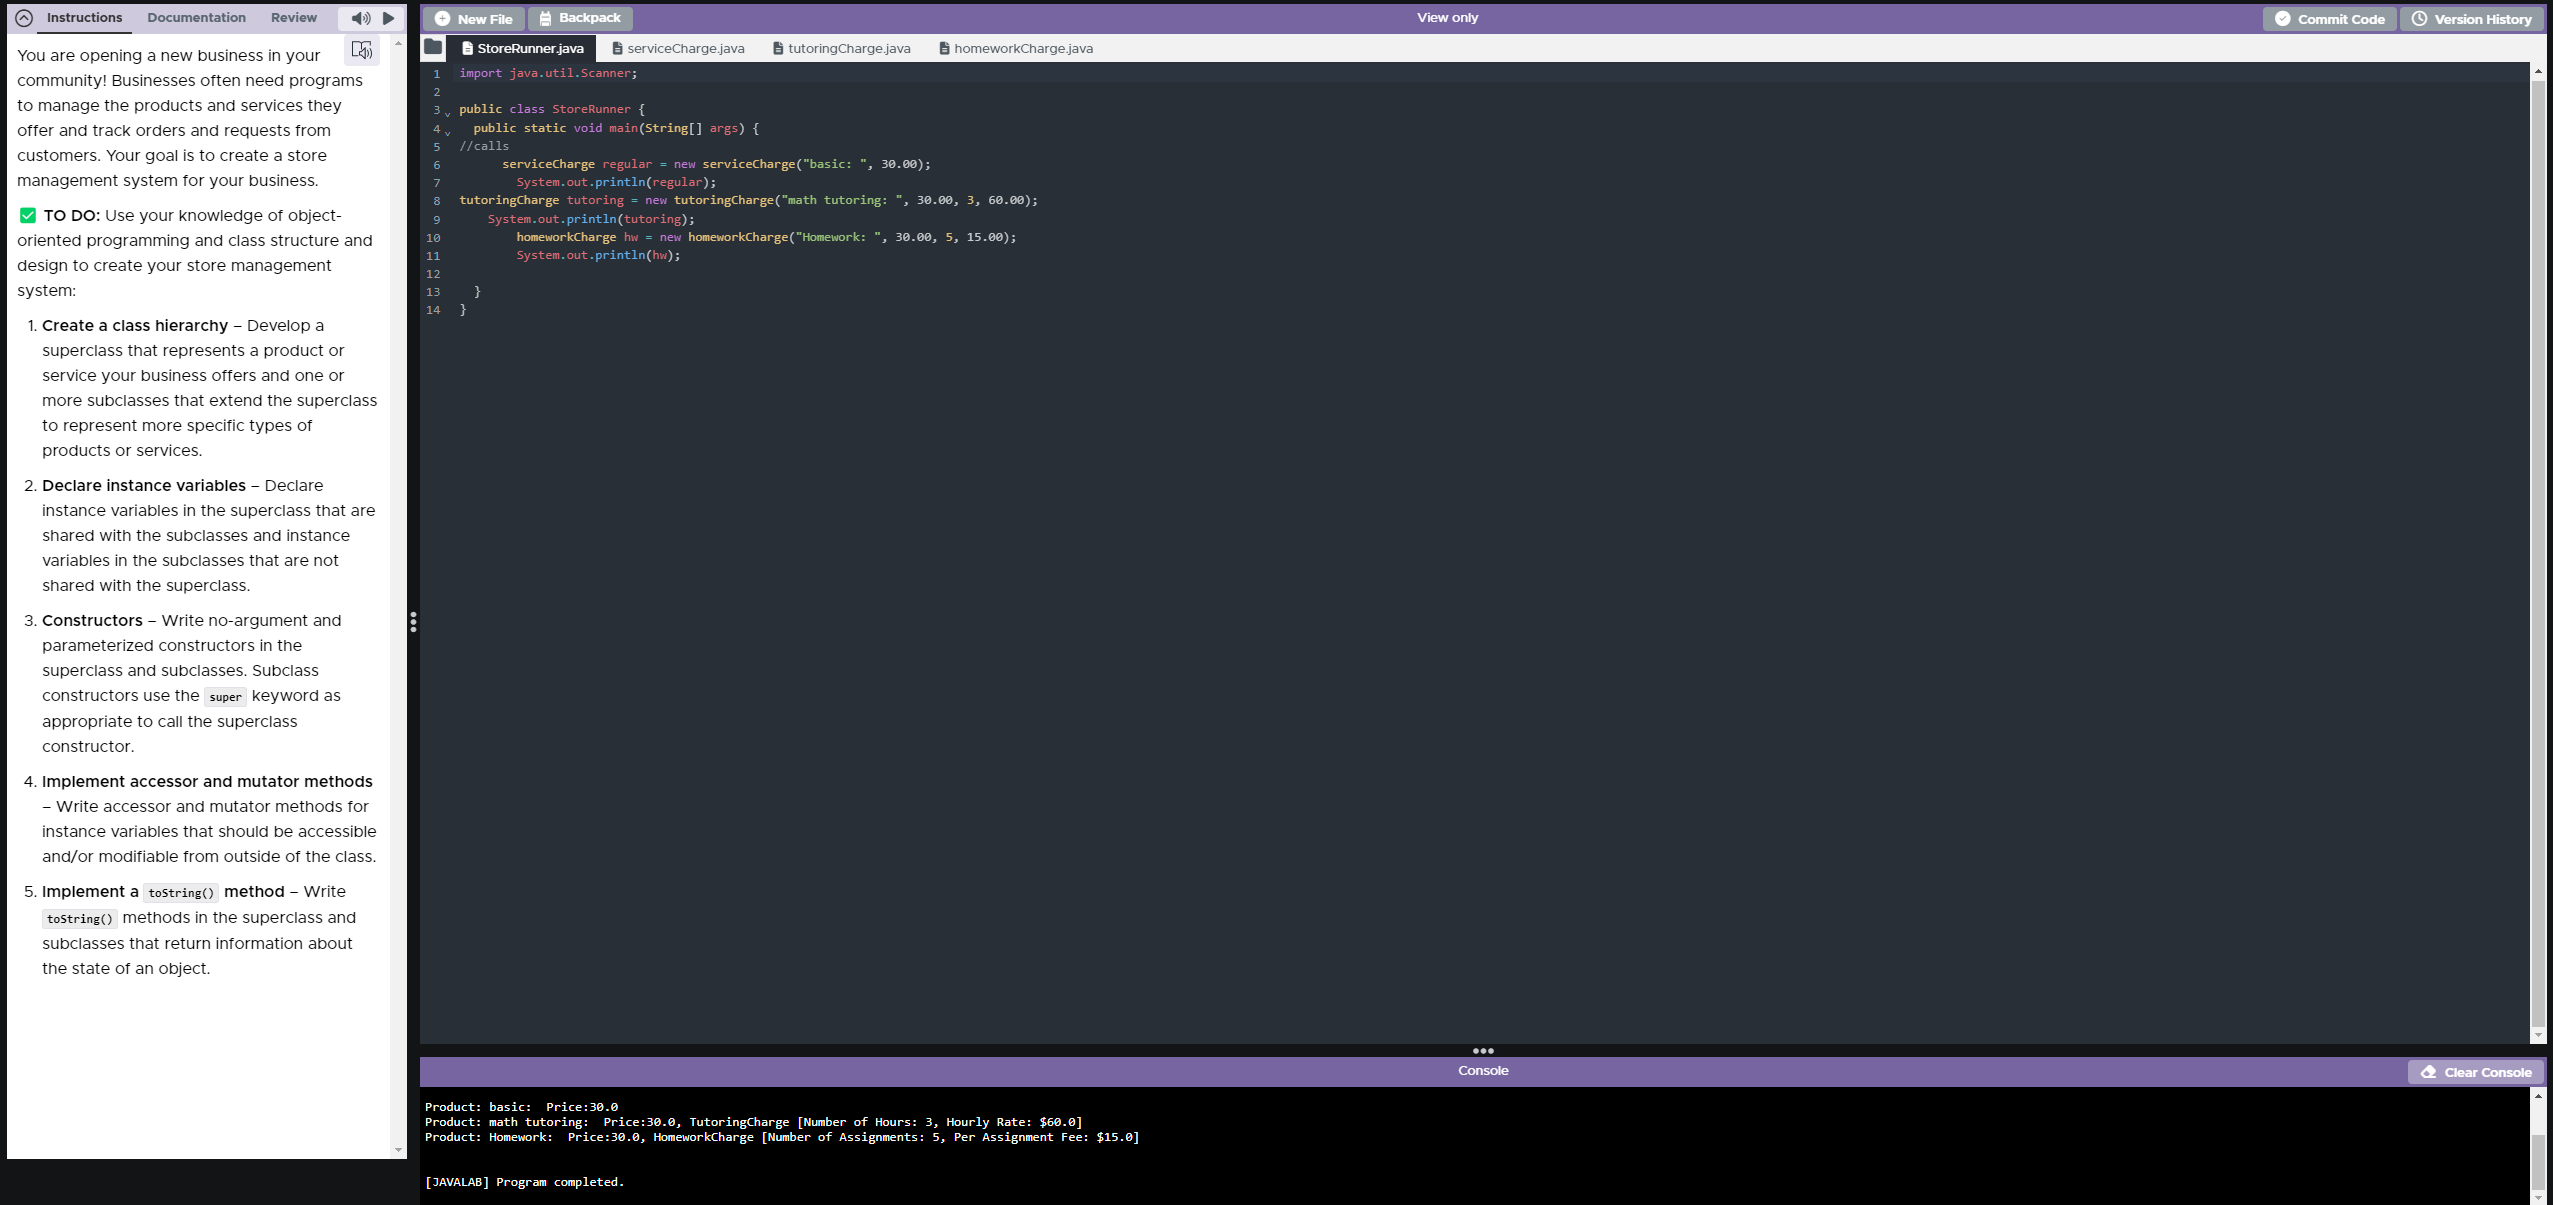 Instructions Documentation Review
You are opening a new business in your
community! Businesses often need programs
to manage the products and services they
offer and track orders and requests from
customers. Your goal is to create a store
management system for your business.
TO DO: Use your knowledge of object-
oriented programming and class structure and
design to create your store management
system:
1. Create a class hierarchy – Develop a
superclass that represents a product or
service your business offers and one or
more subclasses that extend the superclass
to represent more specific types of
products or services.
2. Declare instance variables – Declare
instance variables in the superclass that are
shared with the subclasses and instance
variables in the subclasses that are not
shared with the superclass.
3. Constructors – Write no-argument and
parameterized constructors in the
superclass and subclasses. Subclass
constructors use the super keyword as
appropriate to call the superclass
constructor.
4. Implement accessor and mutator methods
– Write accessor and mutator methods for
instance variables that should be accessible
and/or modifiable from outside of the class.
5. Implement a toString() method – Write
toString() methods in the superclass and
subclasses that return information about
the state of an object.
New File Backpack View only Commit Code Version History
StoreRunner.java serviceCharge.java tutoringCharge.java homeworkCharge.java
1 import java.util.Scanner;
2
3 public class StoreRunner {
4 public static void main(String[] args) {
5 //calls
6 serviceCharge regular = new serviceCharge("basic: ", 30.00);
7 System.out.println(regular);
8 tutoringCharge tutoring = new tutoringCharge("math tutoring: ", 30.00, 3, 60.00);
9 System.out.println(tutoring);
10 homeworkCharge hw = new homeworkCharge("Homework: ", 30.00, 5, 15.00);
11 System.out.println(hw);
12
13 }
14 }
Console Clear Console
Product: basic:  Price:30.0
Product: math tutoring:  Price:30.0, TutoringCharge [Number of Hours: 3, Hourly Rate: $60.0]
Product: Homework:  Price:30.0, HomeworkCharge [Number of Assignments: 5, Per Assignment Fee: $15.0]
[JAVALAB] Program completed.